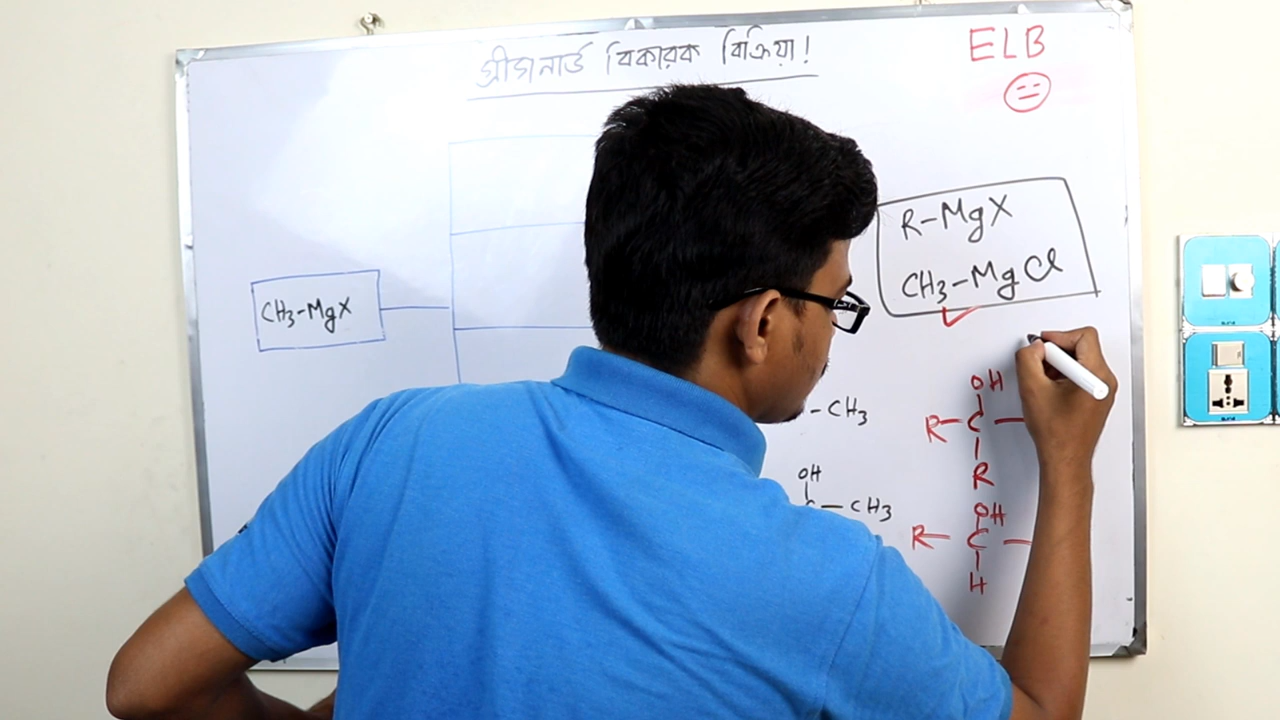 গ্রীগনার্ড বিকারক বিক্রিয়া!
ELB
R-MgX
CH3-MgCl
CH3-MgX
OH
R-C-
R
-CH3
OH
C-CH3
OH
R-C-
H